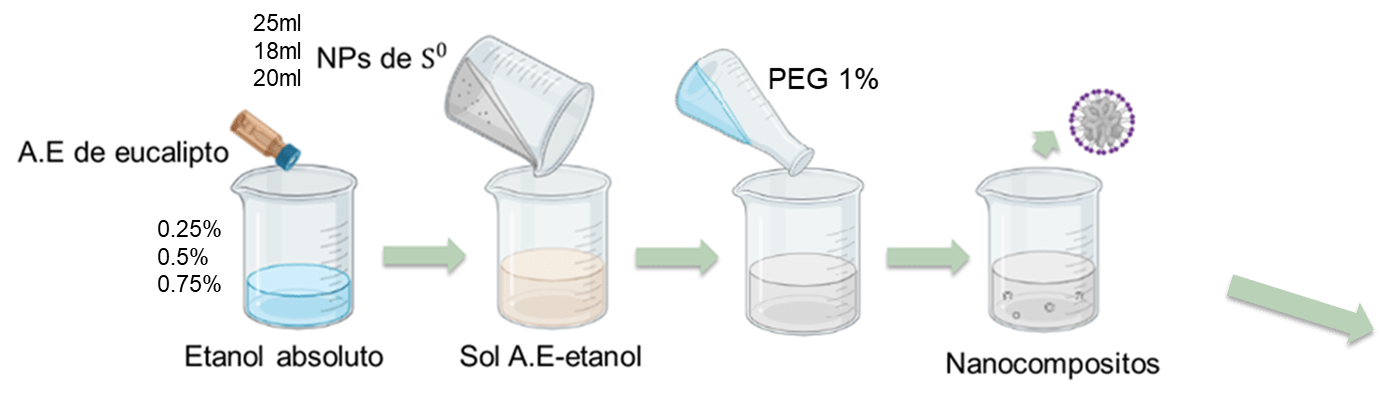 25ml
18ml
20ml
NPs de S⁰
PEG 1%
A.E de eucalipto
0.25%
0.5%
0.75%
Etanol absoluto
Sol A.E-etanol
Nanocompositos